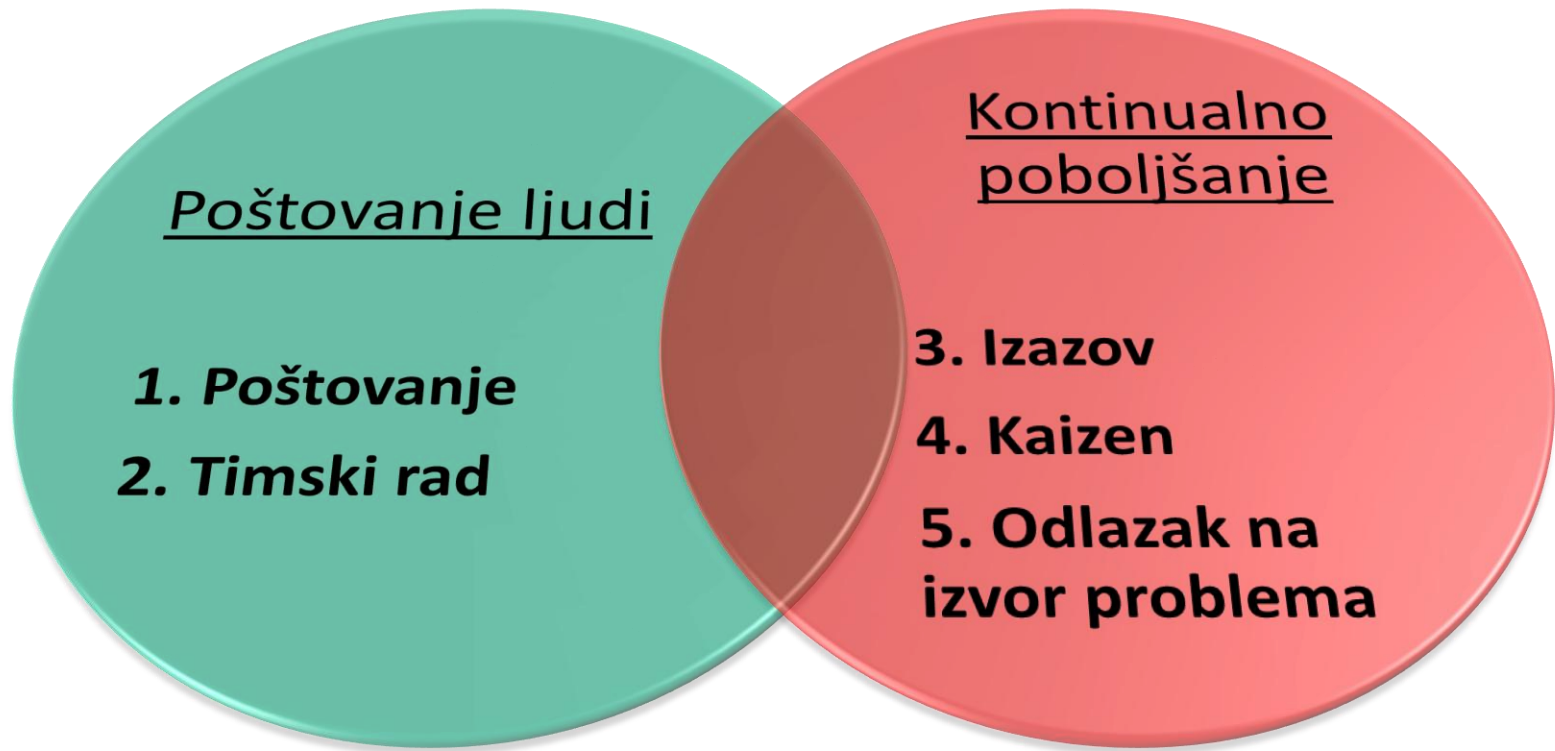 Poštovanje ljudi
1. Poštovanje
2. Timski rad
Kontinualno
poboljšanje
3. Izazov
4. Kaizen
5. Odlazak na
izvor problema